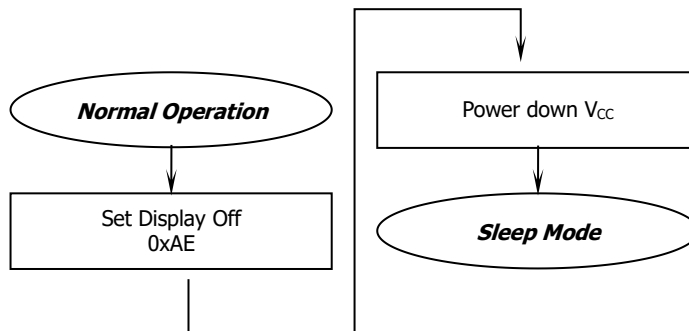 Normal Operation
Set Display Off
0xAE
Power down VCC
Sleep Mode